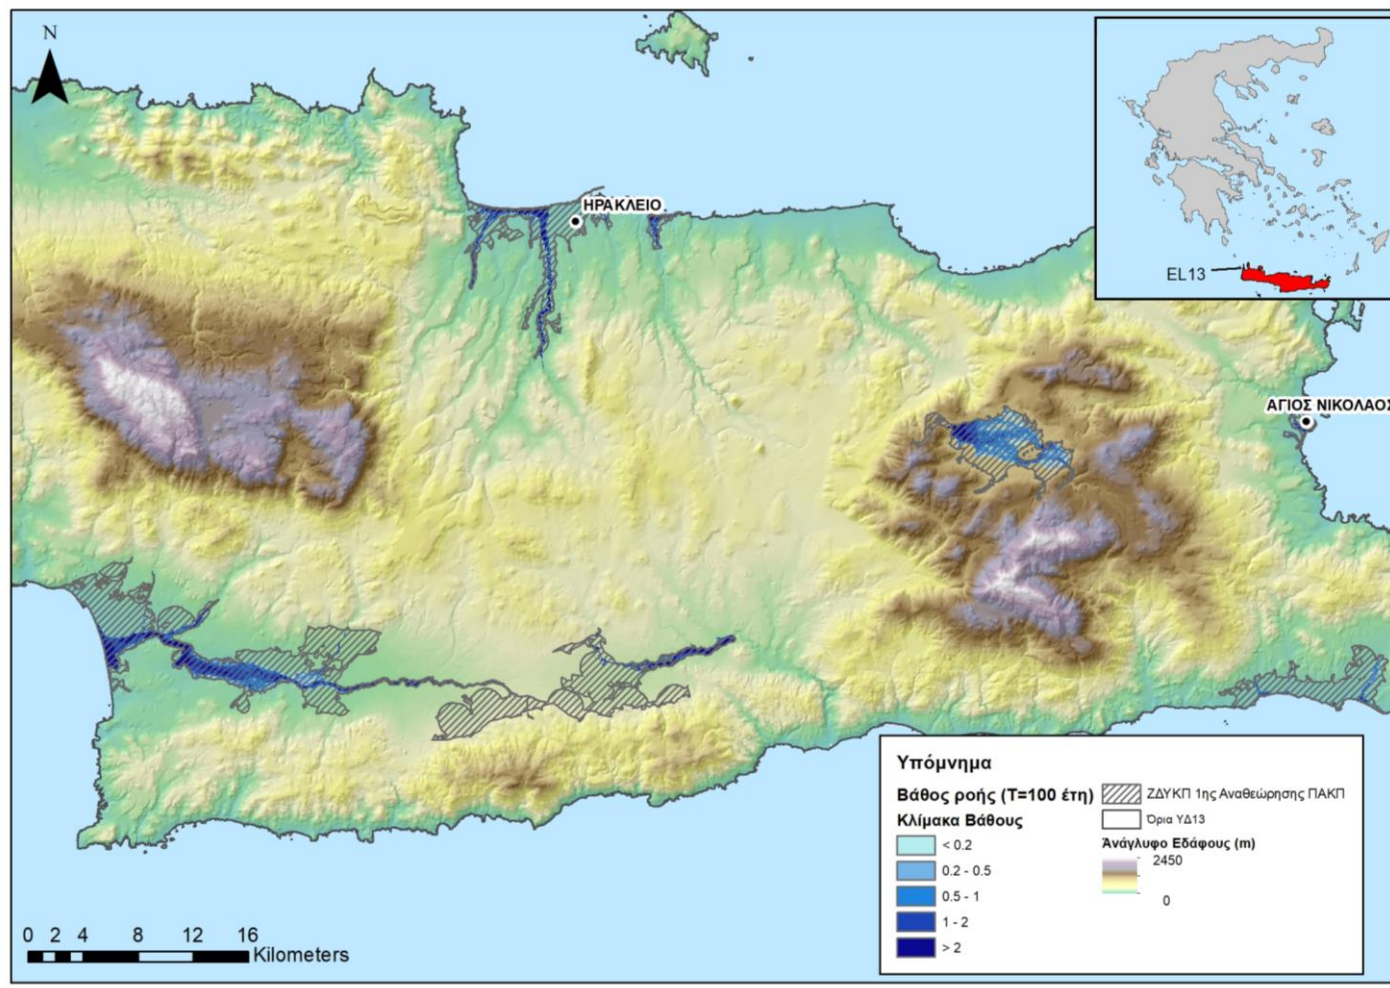 N
ΗΡΑΚΛΕΙΟ
EL13
ΑΓΙΟΣ ΝΙΚΟΛΑΟΣ
Υπόμνημα
Βάθος ροής (Τ=100 έτη)
Κλίμακα Βάθους
< 0.2
0.2 - 0.5
0.5 - 1
1 - 2
> 2
ΖΔΥΚΠ 1ης Αναθεώρησης ΠΑΚΠ
Όρια ΥΔ13
Άνάγλυφο Εδάφους (m)
2450
0
0 2 4 8 12 16
Kilometers